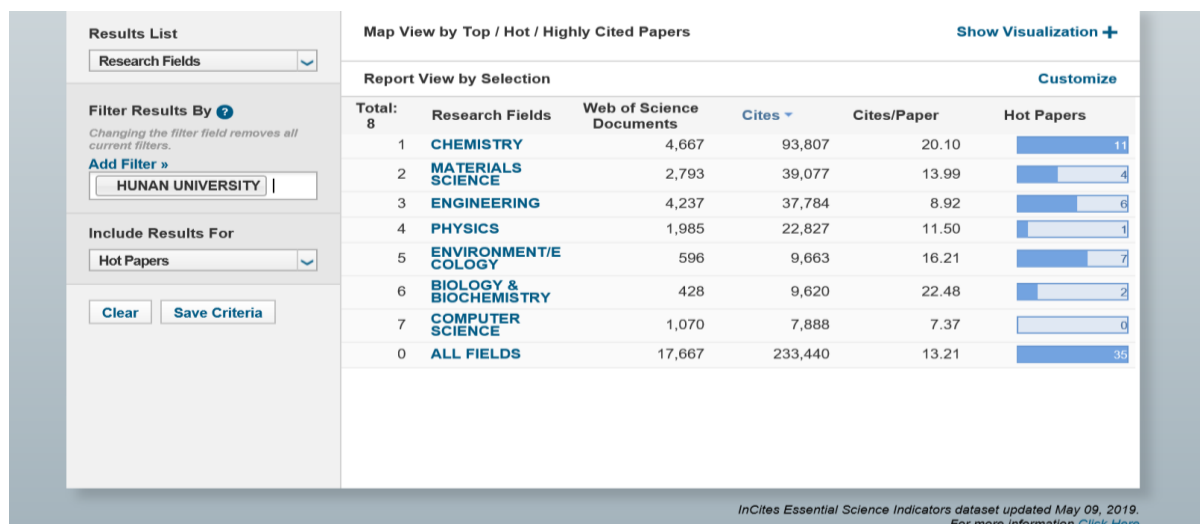 Results List
Research Fields
Filter Results By ?
Changing the filter field removes all
current filters.
Add Filter »
HUNAN UNIVERSITY
Include Results For
Hot Papers
Clear Save Criteria
Map View by Top / Hot / Highly Cited Papers Show Visualization +
Report View by Selection Customize
Total:
8 Research Fields Web of Science
Documents Cites Cites/Paper Hot Papers
1 CHEMISTRY 4,667 93,807 20.10 11
2 MATERIALS
SCIENCE 2,793 39,077 13.99 4
3 ENGINEERING 4,237 37,784 8.92 6
4 PHYSICS 1,985 22,827 11.50 1
5 ENVIRONMENT/E
COLOGY 596 9,663 16.21 7
6 BIOLOGY &
BIOCHEMISTRY 428 9,620 22.48 2
7 COMPUTER
SCIENCE 1,070 7,888 7.37 0
0 ALL FIELDS 17,667 233,440 13.21 35
InCites Essential Science Indicators dataset updated May 09, 2019.
For more information Click Here